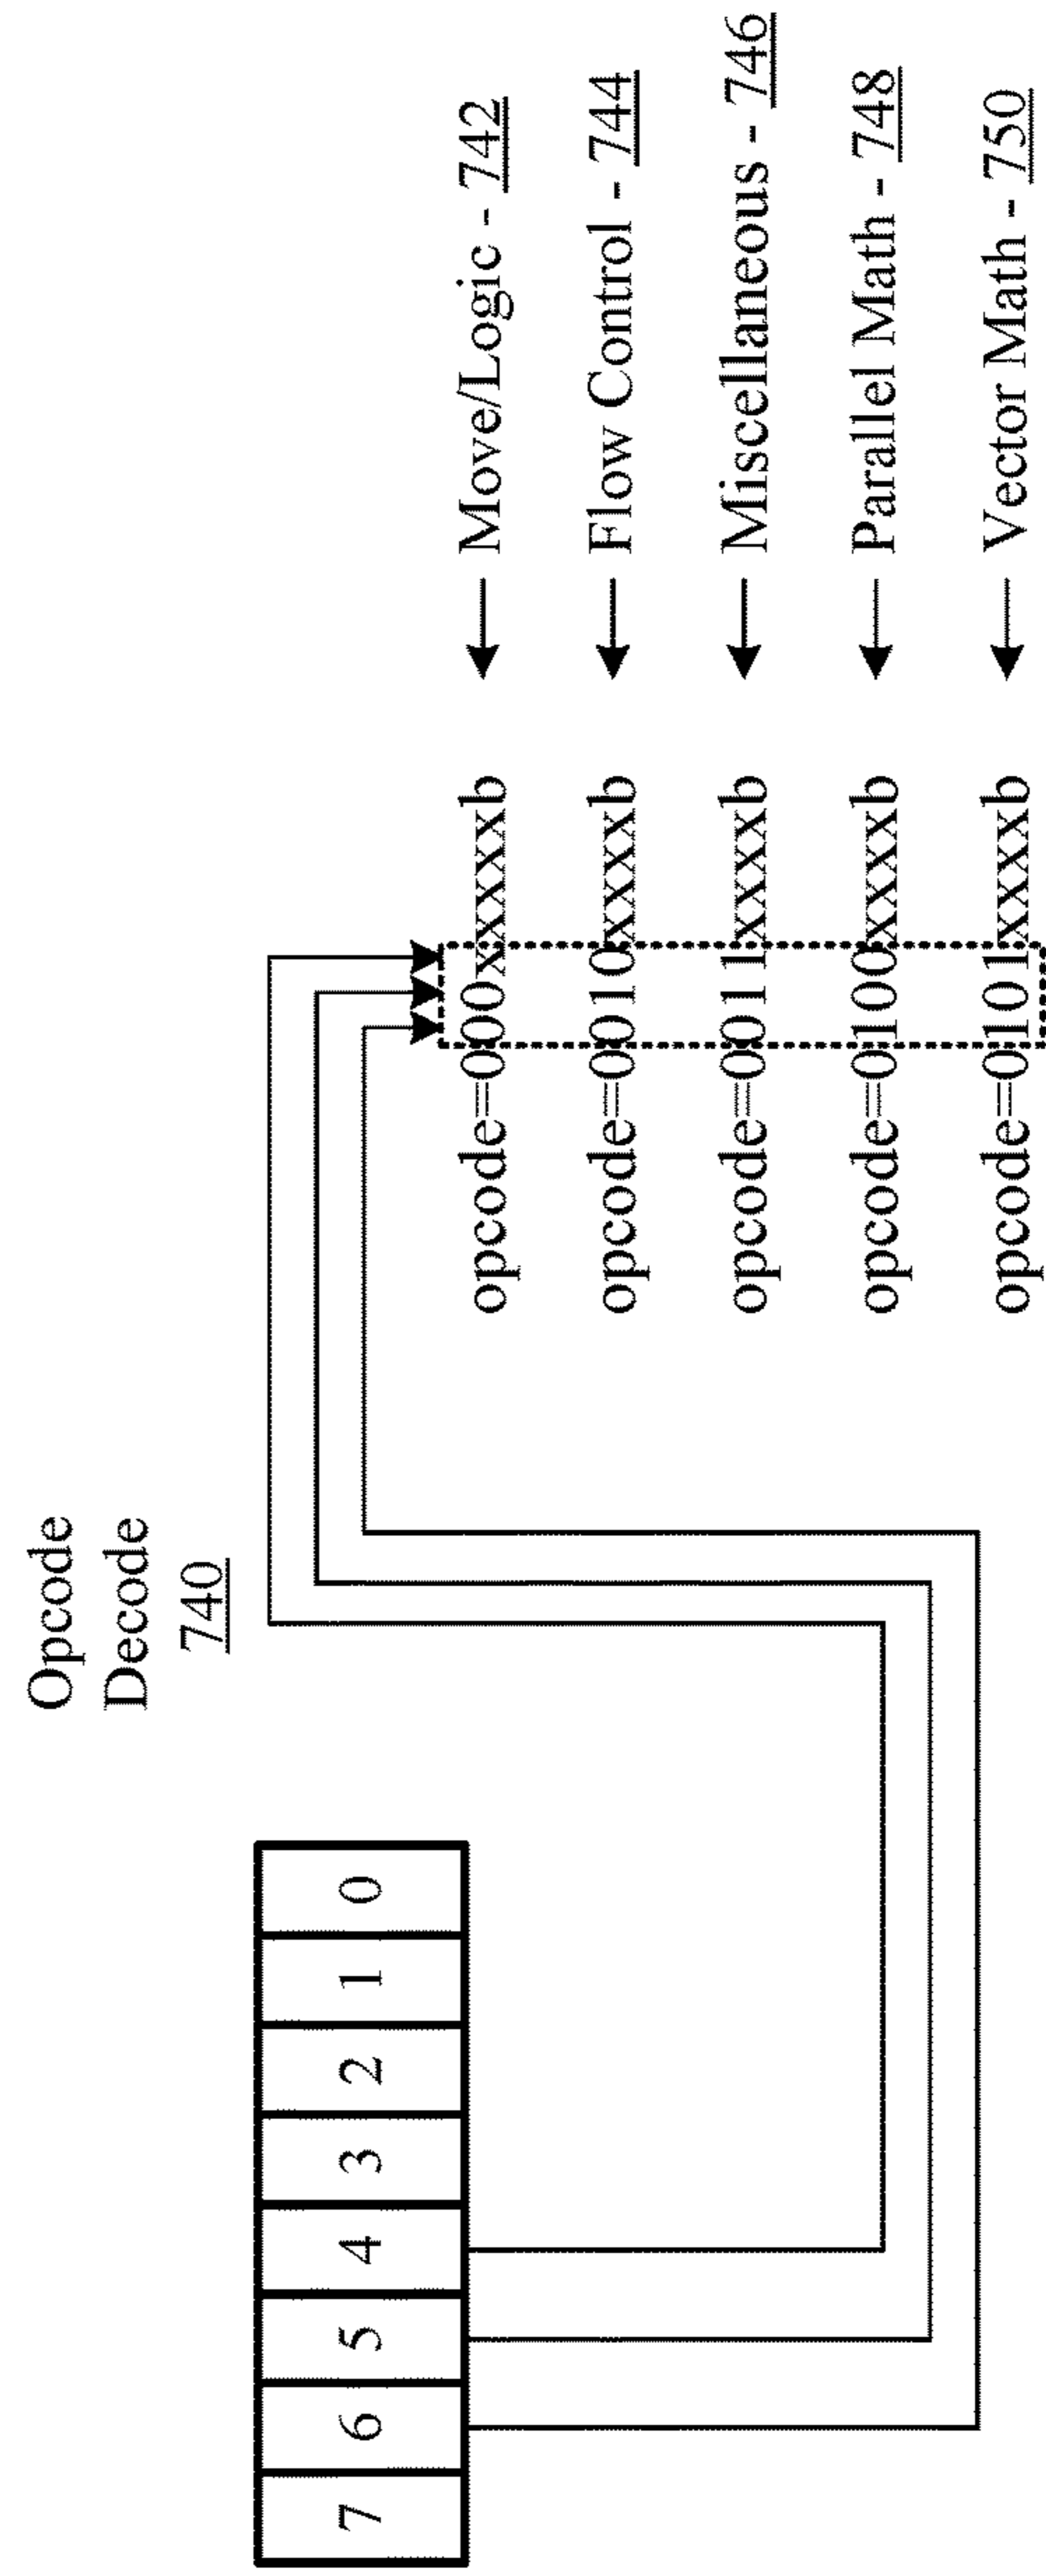 Opcode
Decode
740
7 6 5 4 3 2 1 0
opcode=000xxxxxb ← Move/Logic - 742
opcode=0010xxxxb ← Flow Control - 744
opcode=0011xxxxb ← Miscellaneous - 746
opcode=0100xxxxb ← Parallel Math - 748
opcode=0101xxxxb ← Vector Math - 750